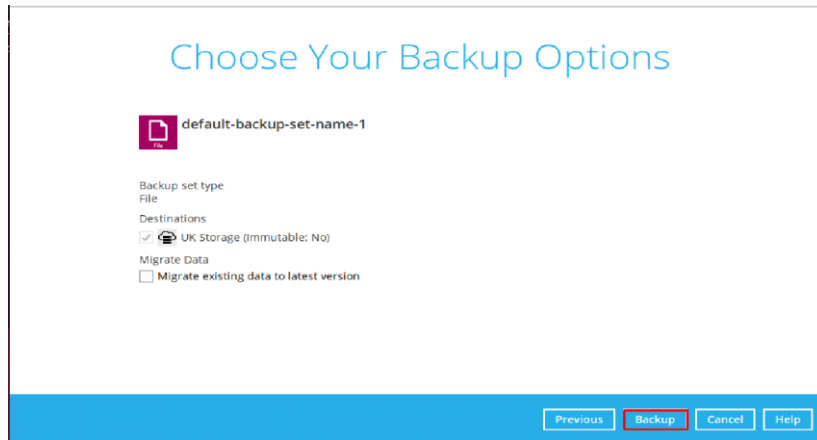 Choose Your Backup Options
default-backup-set-name-1
File
Backup set type
File
Destinations
UK Storage (Immutable: No)
Migrate Data
Migrate existing data to latest version
Previous Backup Cancel Help